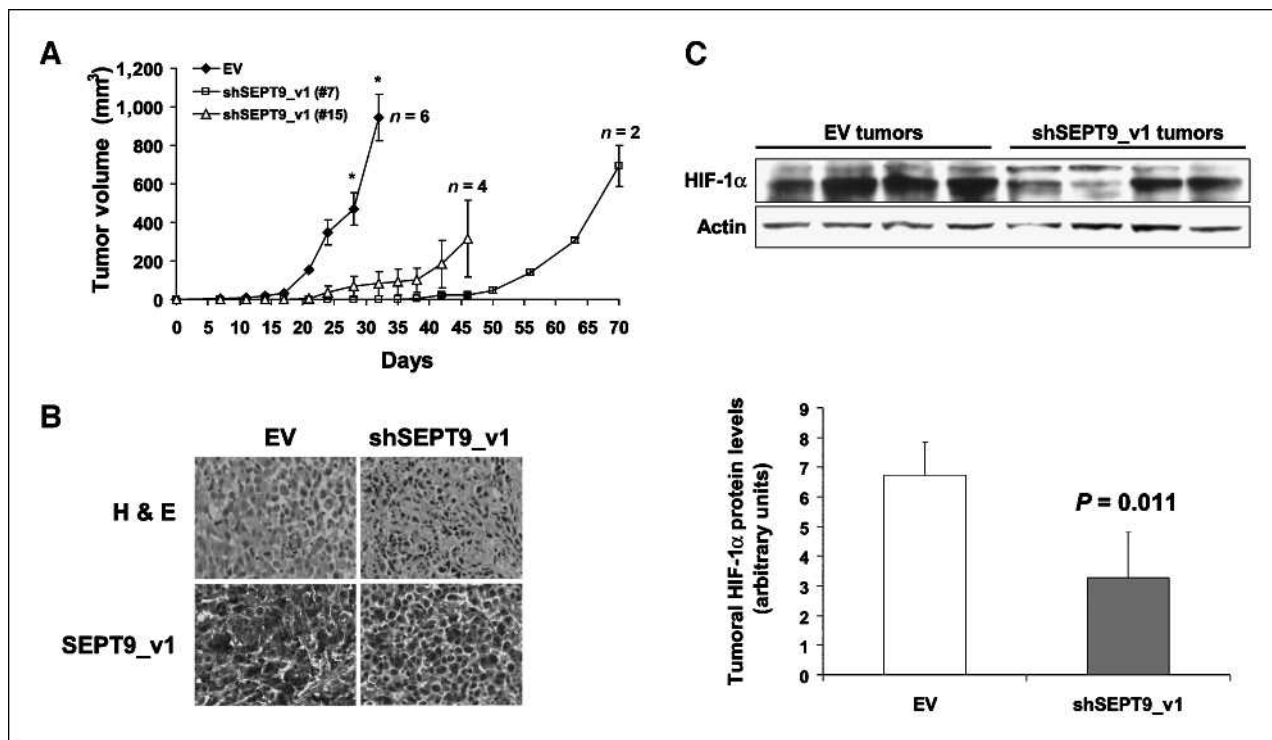 A
Tumor volume (mm³)
1,200
1,000
800
600
400
200
0
EV
shSEPT9_v1 (#7)
shSEPT9_v1 (#15)
*
*
n = 6
n = 4
n = 2
0 5 10 15 20 25 30 35 40 45 50 55 60 65 70
Days
B
EV shSEPT9_v1
H & E
SEPT9_v1
C
EV tumors shSEPT9_v1 tumors
HIF-1α
Actin
Tumoral HIF-1α protein levels
(arbitrary units)
9
8
7
6
5
4
3
2
1
0
P = 0.011
EV shSEPT9_v1